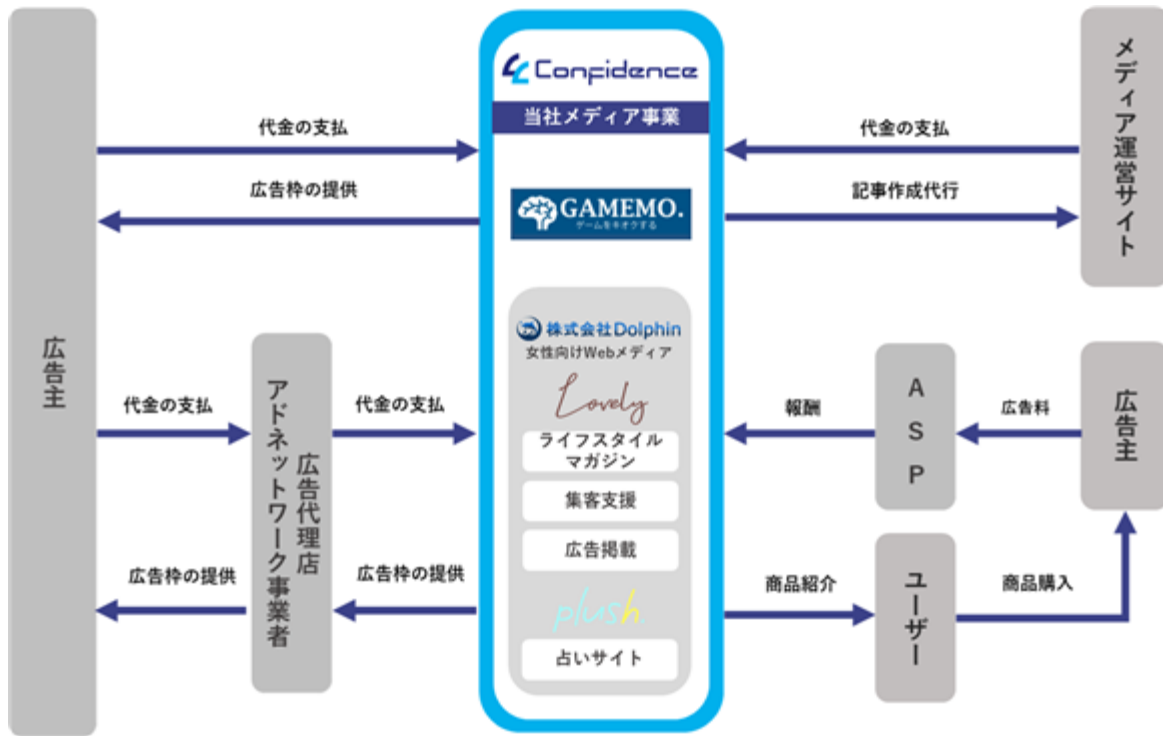 Confidence
当社メディア事業
代金の支払
広告枠の提供
代金の支払
記事作成代行
メディア運営サイト
GAMEMO.
ゲームをキオクする
広告主
株式会社Dolphin
女性向けWebメディア
Lovely
ライフスタイル
マガジン
集客支援
広告掲載
plush.
占いサイト
代金の支払
広告代理店
アドネットワーク事業者
代金の支払
広告枠の提供
広告枠の提供
報酬
ASP
広告料
広告主
商品紹介
ユーザー
商品購入